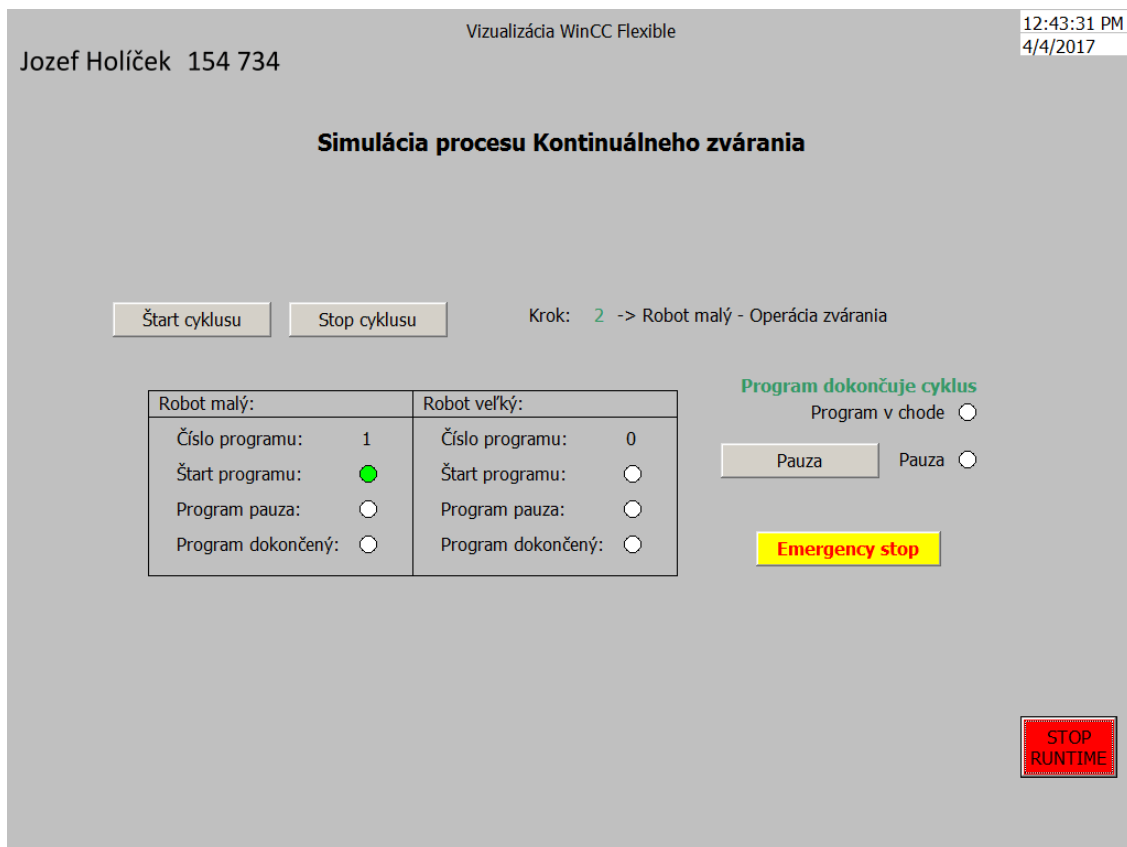 Vizualizácia WinCC Flexible
12:43:31 PM
4/4/2017
Jozef Holíček 154 734
Simulácia procesu Kontinuálneho zvárania
Štart cyklusu
Stop cyklusu
Krok: 2 -> Robot malý - Operácia zvárania
Robot malý:
Číslo programu: 1
Štart programu:
Program pauza:
Program dokončený:
Robot veľký:
Číslo programu: 0
Štart programu:
Program pauza:
Program dokončený:
Program dokončuje cyklus
Program v chode
Pauza
Pauza
Emergency stop
STOP
RUNTIME